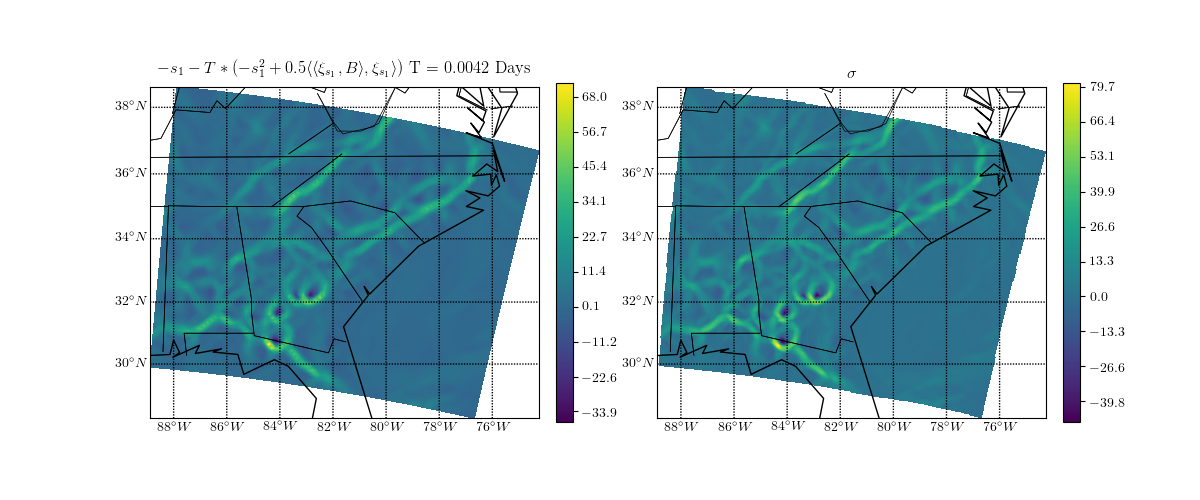 $-s_1 - T * (-s_1^2 + 0.5\langle\langle \xi_{s_1}, B\rangle, \xi_{s_1}\rangle)$ T = 0.0042 Days
σ
38°N
36°N
34°N
32°N
30°N
88°W 86°W 84°W 82°W 80°W 78°W 76°W
68.0
56.7
45.4
34.1
22.7
11.4
0.1
−11.2
−22.6
−33.9
38°N
36°N
34°N
32°N
30°N
88°W 86°W 84°W 82°W 80°W 78°W 76°W
79.7
66.4
53.1
39.9
26.6
13.3
0.0
−13.3
−26.6
−39.8